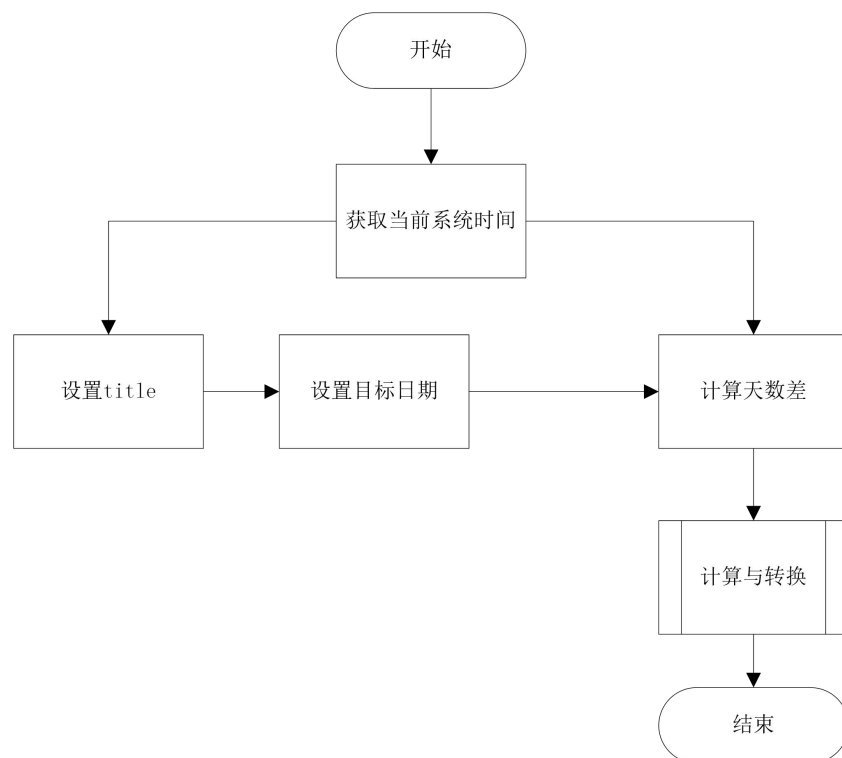 开始
获取当前系统时间
设置title
设置目标日期
计算天数差
计算与转换
结束